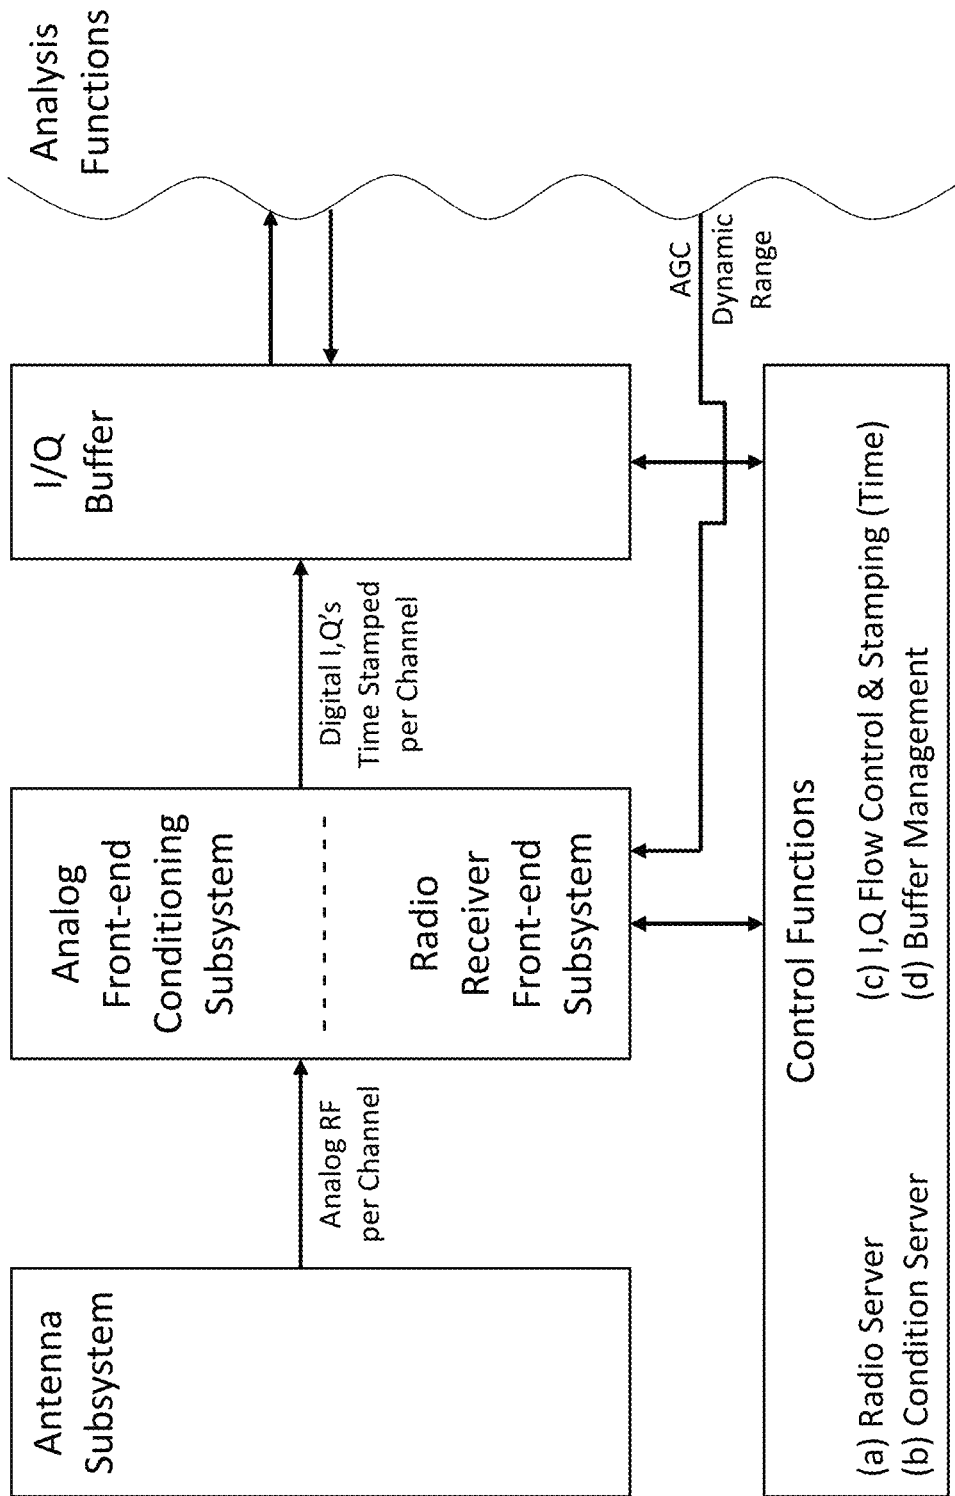 Antenna
Subsystem
Analog RF
per Channel
Analog
Front-end
Conditioning
Subsystem
Radio
Receiver
Front-end
Subsystem
Digital I,Q's
Time Stamped
per Channel
I/Q
Buffer
Analysis
Functions
AGC
Dynamic
Range
Control Functions
(a) Radio Server
(b) Condition Server
(c) I,Q Flow Control & Stamping (Time)
(d) Buffer Management